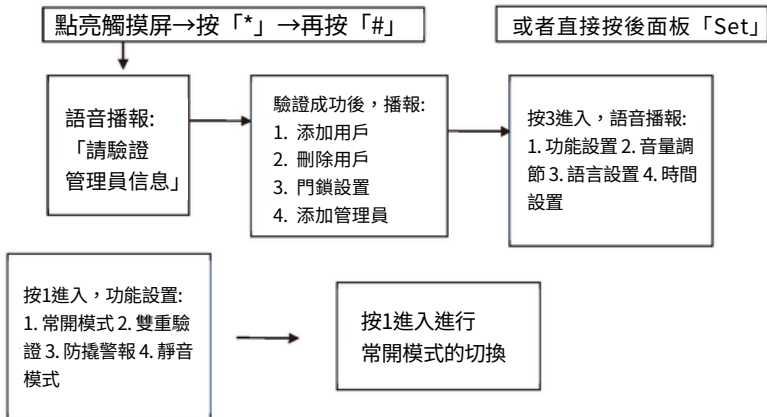 點亮觸摸屏→按「*」→再按「#」
或者直接按後面板「Set」
語音播報:
「請驗證
管理員信息」
驗證成功後，播報:
1. 添加用戶
2. 刪除用戶
3. 門鎖設置
4. 添加管理員
按3進入，語音播報:
1. 功能設置 2. 音量調
節 3. 語言設置 4. 時間
設置
按1進入，功能設置:
1. 常開模式 2. 雙重驗
證 3. 防撬警報 4. 靜音
模式
按1進入進行
常開模式的切換